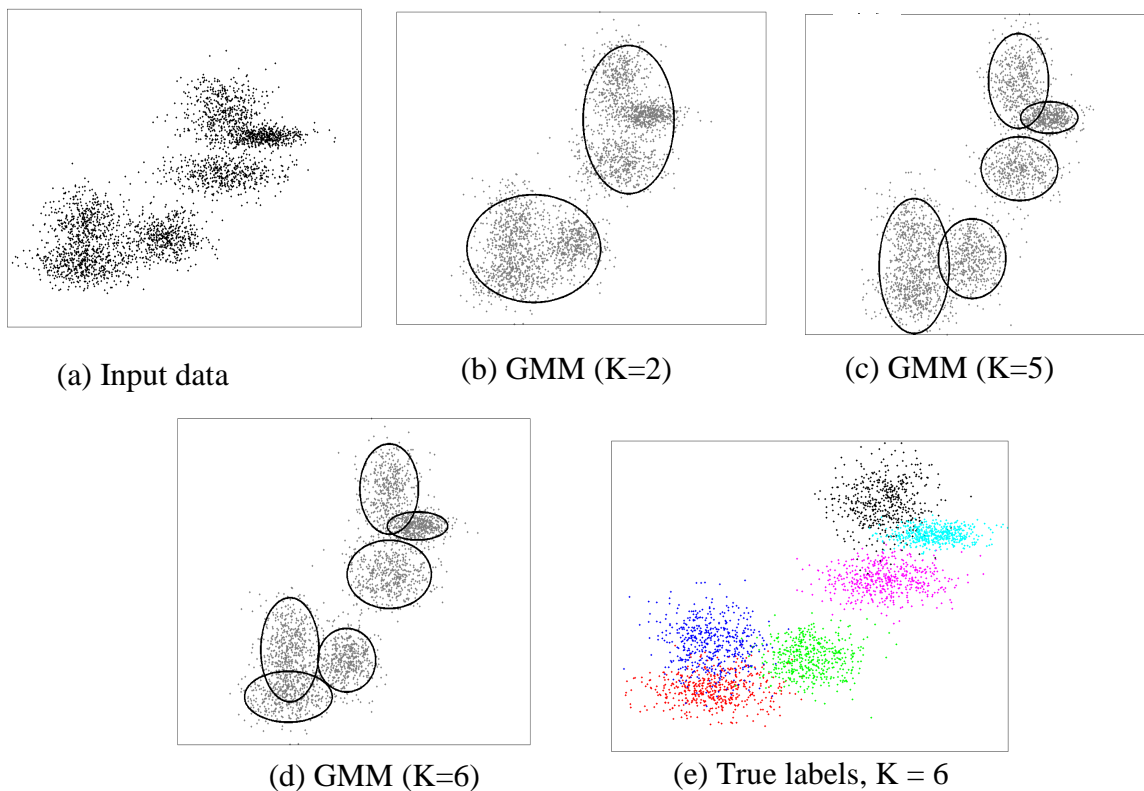 (a) Input data
(b) GMM (K=2)
(c) GMM (K=5)
(d) GMM (K=6)
(e) True labels, K = 6